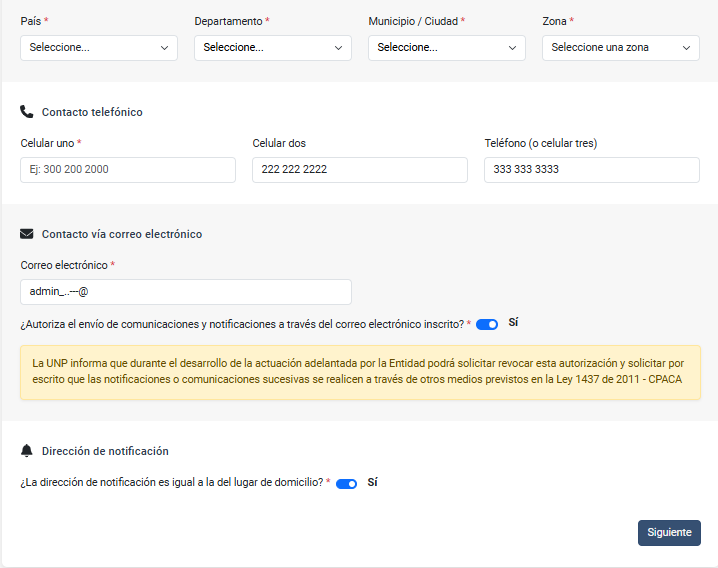 País * Departamento * Municipio / Ciudad * Zona *
Seleccione... Seleccione... Seleccione... Seleccione una zona
Contacto telefónico
Celular uno * Celular dos Teléfono (o celular tres)
Ej: 300 200 2000 222 222 2222 333 333 3333
Contacto vía correo electrónico
Correo electrónico *
admin_..---@
¿Autoriza el envío de comunicaciones y notificaciones a través del correo electrónico inscrito? * Sí
La UNP informa que durante el desarrollo de la actuación adelantada por la Entidad podrá solicitar revocar esta autorización y solicitar por
escrito que las notificaciones o comunicaciones sucesivas se realicen a través de otros medios previstos en la Ley 1437 de 2011 - CPACA
Dirección de notificación
¿La dirección de notificación es igual a la del lugar de domicilio? * Sí
Siguiente